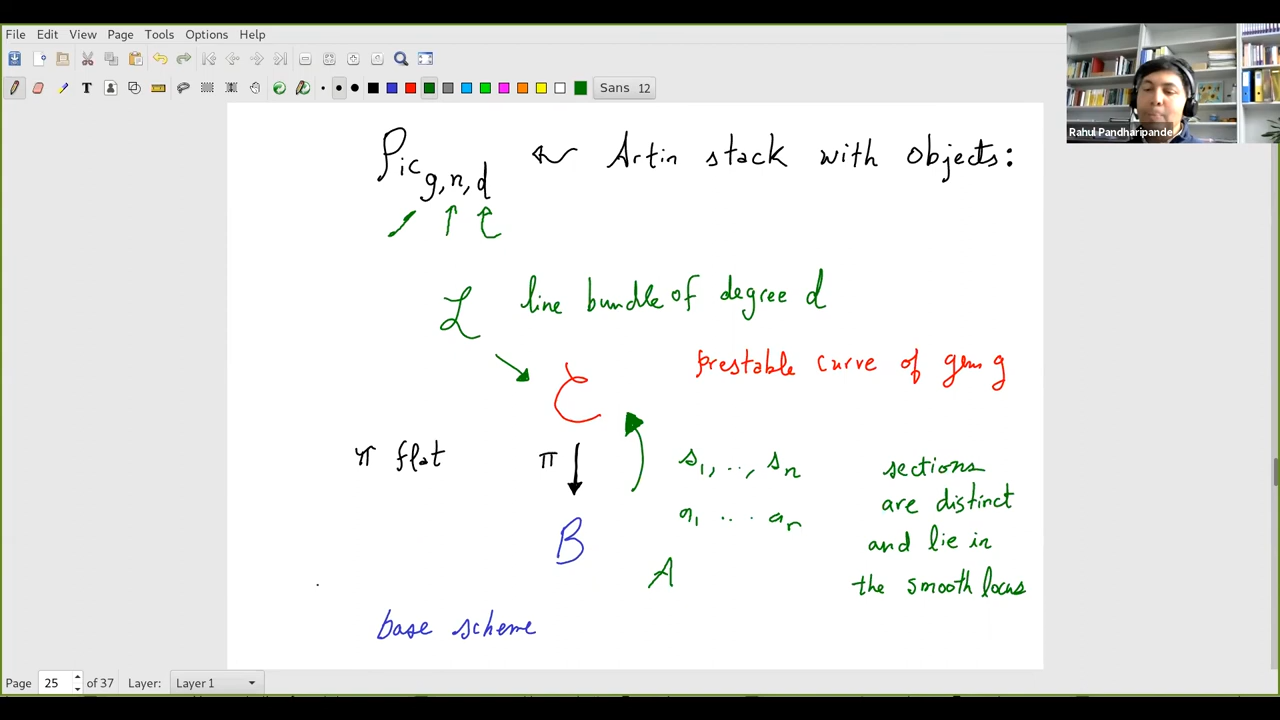 File Edit View Page Tools Options Help
Sans 12
Rahul Pandharipande
Pic g,n,d ← Artin stack with objects:
L line bundle of degree d
C prestable curve of genus g
π flat π s1, .., sn sections
a1 ... an are distinct
B and lie in
A the smooth locus
base scheme
Page 25 of 37 Layer: Layer 1